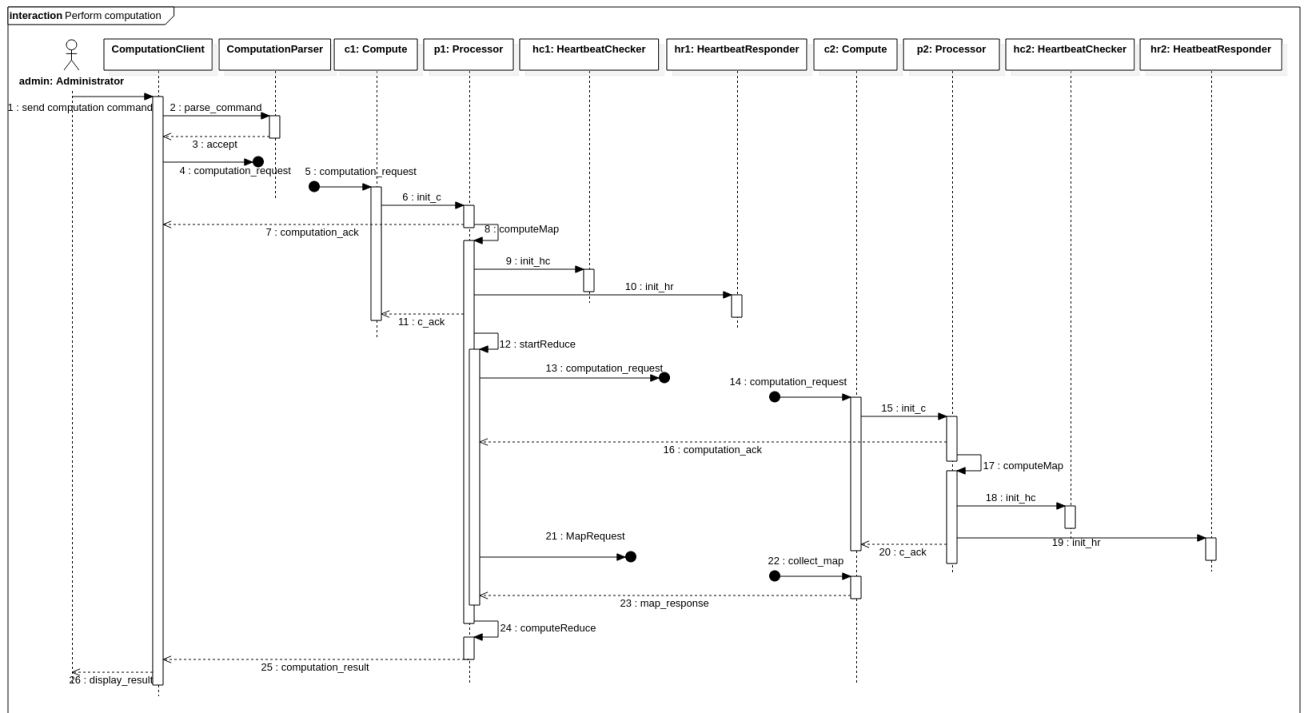 interaction Perform computation
ComputationClient
ComputationParser
c1: Compute
p1: Processor
hc1: HeartbeatChecker
hr1: HeartbeatResponder
c2: Compute
p2: Processor
hc2: HeartbeatChecker
hr2: HeatbeatResponder
admin: Administrator
1 : send computation command
2 : parse_command
3 : accept
4 : computation_request
5 : computation_request
6 : init_c
7 : computation_ack
8 : computeMap
9 : init_hc
10 : init_hr
11 : c_ack
12 : startReduce
13 : computation_request
14 : computation_request
15 : init_c
16 : computation_ack
17 : computeMap
18 : init_hc
19 : init_hr
20 : c_ack
21 : MapRequest
22 : collect_map
23 : map_response
24 : computeReduce
25 : computation_result
26 : display_result